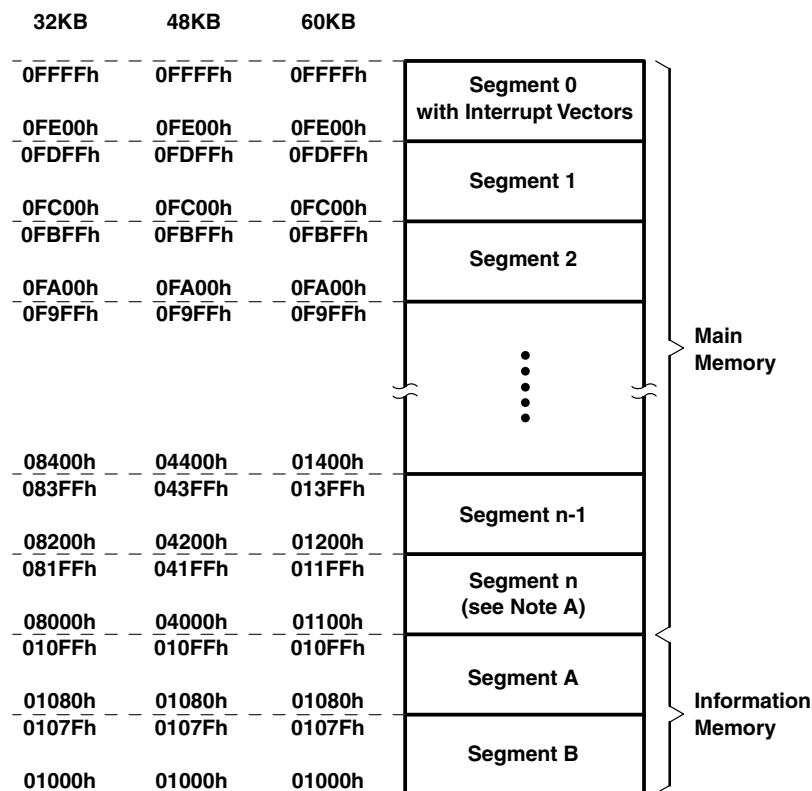 32KB 48KB 60KB
0FFFFh 0FFFFh 0FFFFh
Segment 0
with Interrupt Vectors
0FE00h 0FE00h 0FE00h
0FDFFh 0FDFFh 0FDFFh
Segment 1
0FC00h 0FC00h 0FC00h
0FBFFh 0FBFFh 0FBFFh
Segment 2
0FA00h 0FA00h 0FA00h
0F9FFh 0F9FFh 0F9FFh
Main
Memory
08400h 04400h 01400h
083FFh 043FFh 013FFh
Segment n-1
08200h 04200h 01200h
081FFh 041FFh 011FFh
Segment n
(see Note A)
08000h 04000h 01100h
010FFh 010FFh 010FFh
Segment A
01080h 01080h 01080h
0107Fh 0107Fh 0107Fh
Information
Memory
Segment B
01000h 01000h 01000h